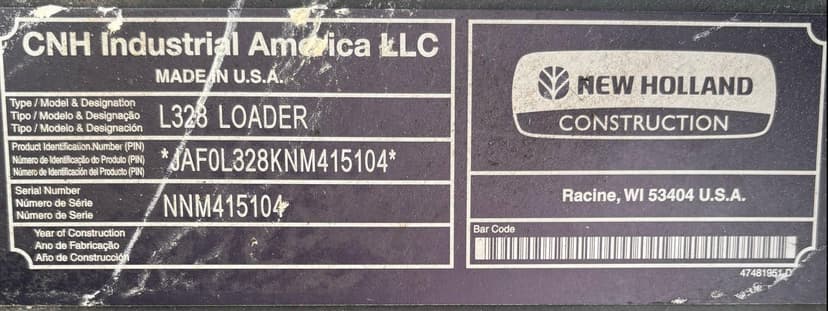 CNH Industrial America LLC
MADE IN U.S.A.
Type / Model & Designation
Tipo / Modelo & Designação
Tipo / Modelo & Designación
L328 LOADER
Product Identification.Number (PIN)
Número de Identificação do Produto (PIN)
Número de Identificación del Producto (PIN)
*JAF0L328KNM415104*
Serial Number
Número de Série
Número de Serie
NNM415104
Year of Construction
Ano de Fabricação
Año de Construcción
NEW HOLLAND
CONSTRUCTION
Racine, WI 53404 U.S.A.
Bar Code
47481951 D